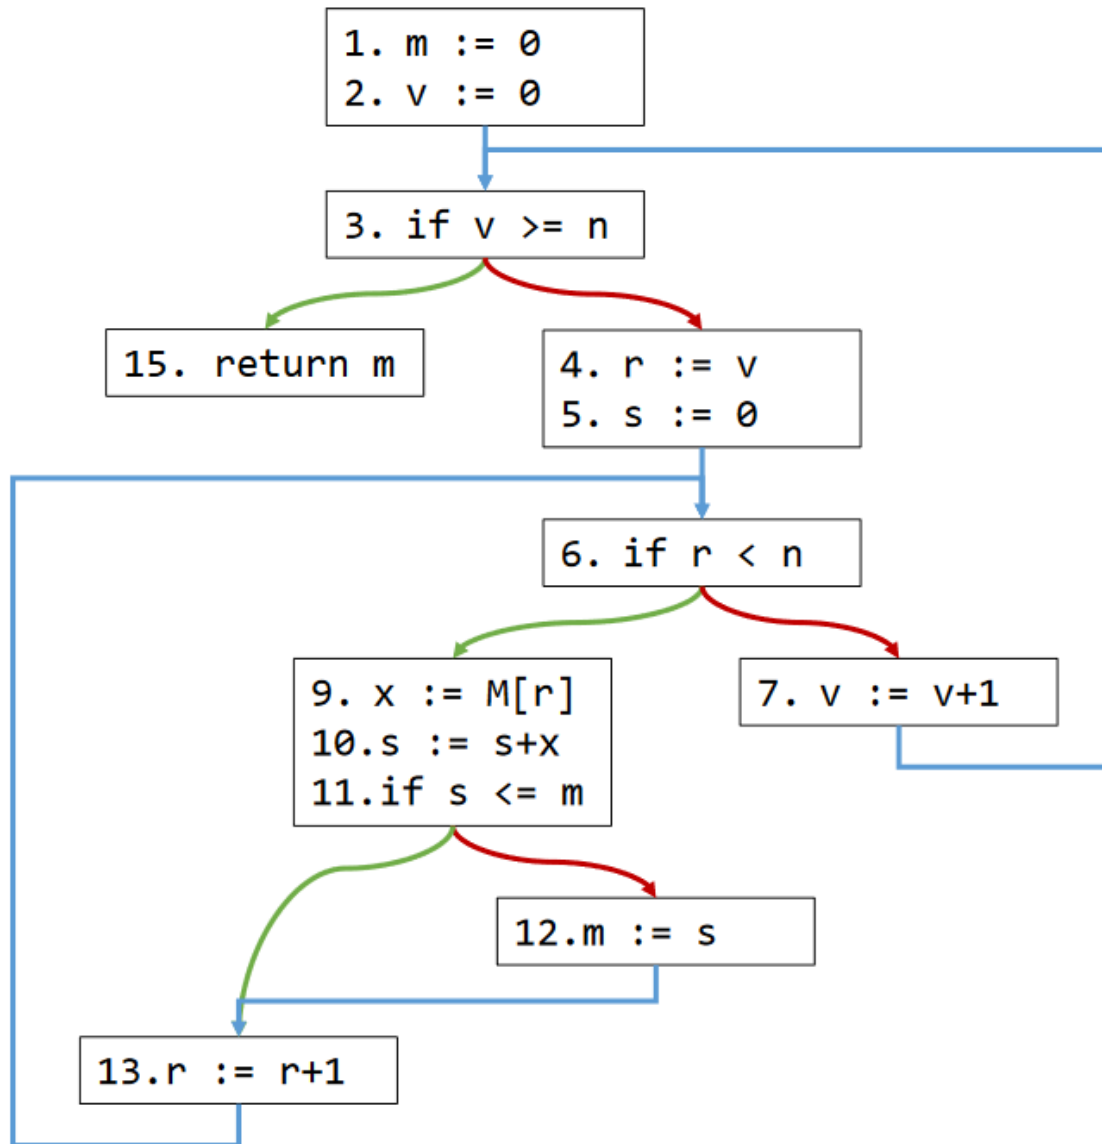 1. m := 0
2. v := 0
3. if v >= n
15. return m
4. r := v
5. s := 0
6. if r < n
9. x := M[r]
10.s := s+x
11.if s <= m
7. v := v+1
12.m := s
13.r := r+1